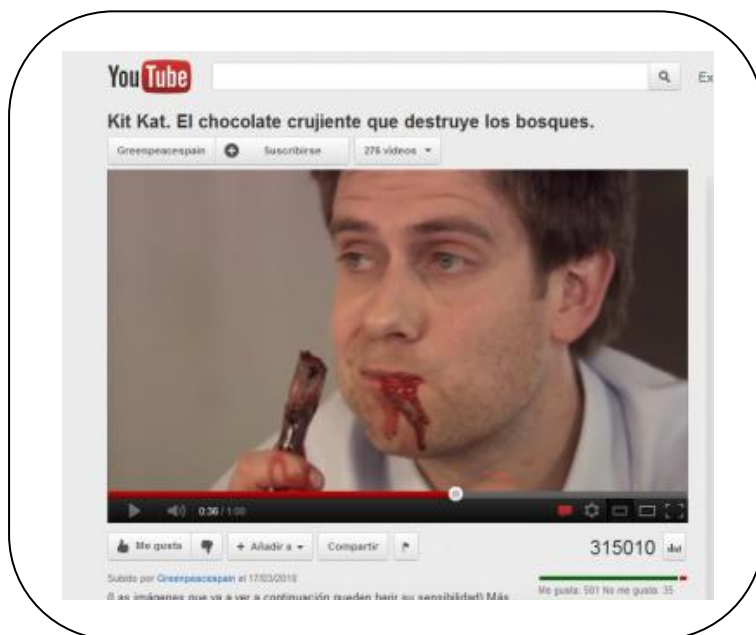 YouTube
Ex
Kit Kat. El chocolate crujiente que destruye los bosques.
Greenpeacespain Suscribirse 276 videos
0:36 / 1:00
Me gusta + Añadir a Compartir
315010
Subido por Greenpeacespain el 17/03/2010
Me gusta: 581 No me gusta: 35
(Las imágenes que va a ver a continuación pueden herir su sensibilidad) Más